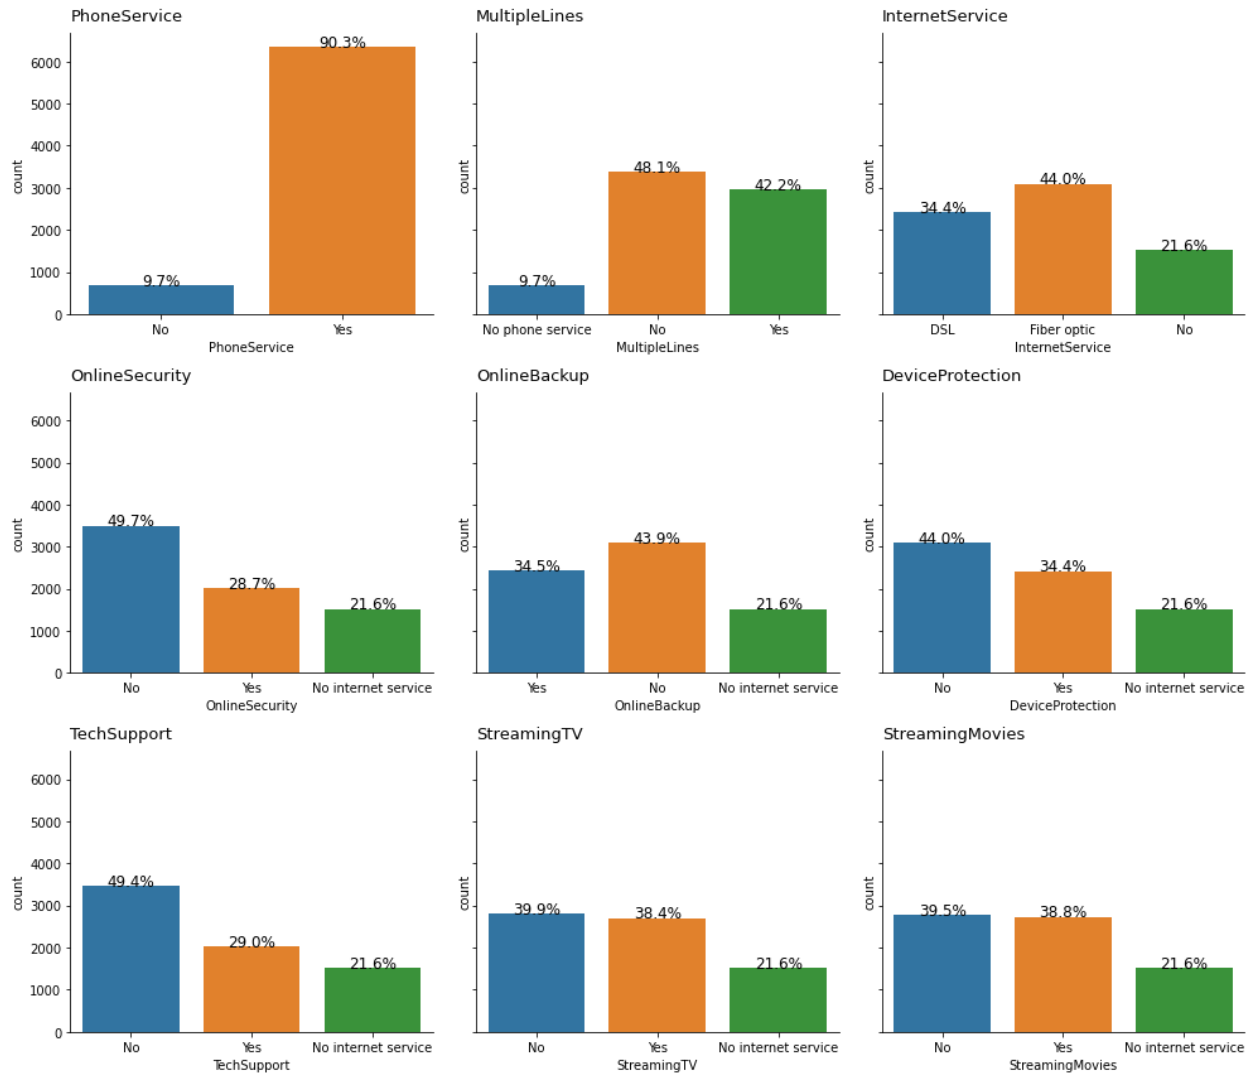 PhoneService
MultipleLines
InternetService
6000
5000
4000
3000
2000
1000
0
count
90.3%
9.7%
No
Yes
PhoneService
count
48.1%
42.2%
9.7%
No phone service
No
Yes
MultipleLines
count
34.4%
44.0%
21.6%
DSL
Fiber optic
No
InternetService
OnlineSecurity
OnlineBackup
DeviceProtection
6000
5000
4000
3000
2000
1000
0
count
49.7%
28.7%
21.6%
No
Yes
No internet service
OnlineSecurity
count
34.5%
43.9%
21.6%
Yes
No
No internet service
OnlineBackup
count
44.0%
34.4%
21.6%
No
Yes
No internet service
DeviceProtection
TechSupport
StreamingTV
StreamingMovies
6000
5000
4000
3000
2000
1000
0
count
49.4%
29.0%
21.6%
No
Yes
No internet service
TechSupport
count
39.9%
38.4%
21.6%
No
Yes
No internet service
StreamingTV
count
39.5%
38.8%
21.6%
No
Yes
No internet service
StreamingMovies